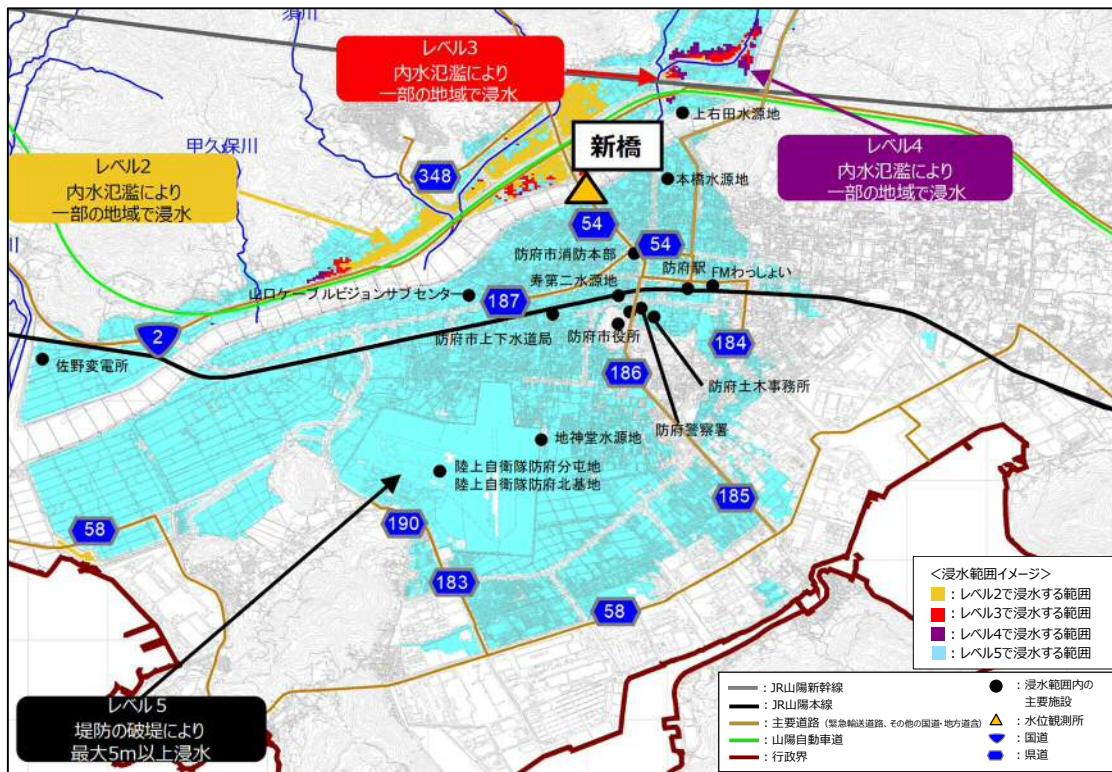 須川
レベル3
内水氾濫により
一部の地域で浸水
上右田水源地
新橋
甲久保川
レベル2
内水氾濫により
一部の地域で浸水
348
本橋水源地
レベル4
内水氾濫により
一部の地域で浸水
川
54
防府市消防本部
54
防府駅
FMわっしょい
寿第二水源地
山口ケーブルビジョンサブセンタ
187
防府市上下水道局
防府市役所
184
2
佐野変電所
186
防府土木事務所
防府警察署
地神堂水源地
陸上自衛隊防府分屯地
陸上自衛隊防府北基地
185
190
58
183
58
<浸水範囲イメージ>
:レベル2で浸水する範囲
:レベル3で浸水する範囲
:レベル4で浸水する範囲
:レベル5で浸水する範囲
レベル5
堤防の破堤により
最大5m以上浸水
:JR山陽新幹線
:JR山陽本線
:主要道路(緊急輸送道路、その他の国道・地方道含)
:山陽自動車道
:行政界
:浸水範囲内の
主要施設
:水位観測所
:国道
:県道